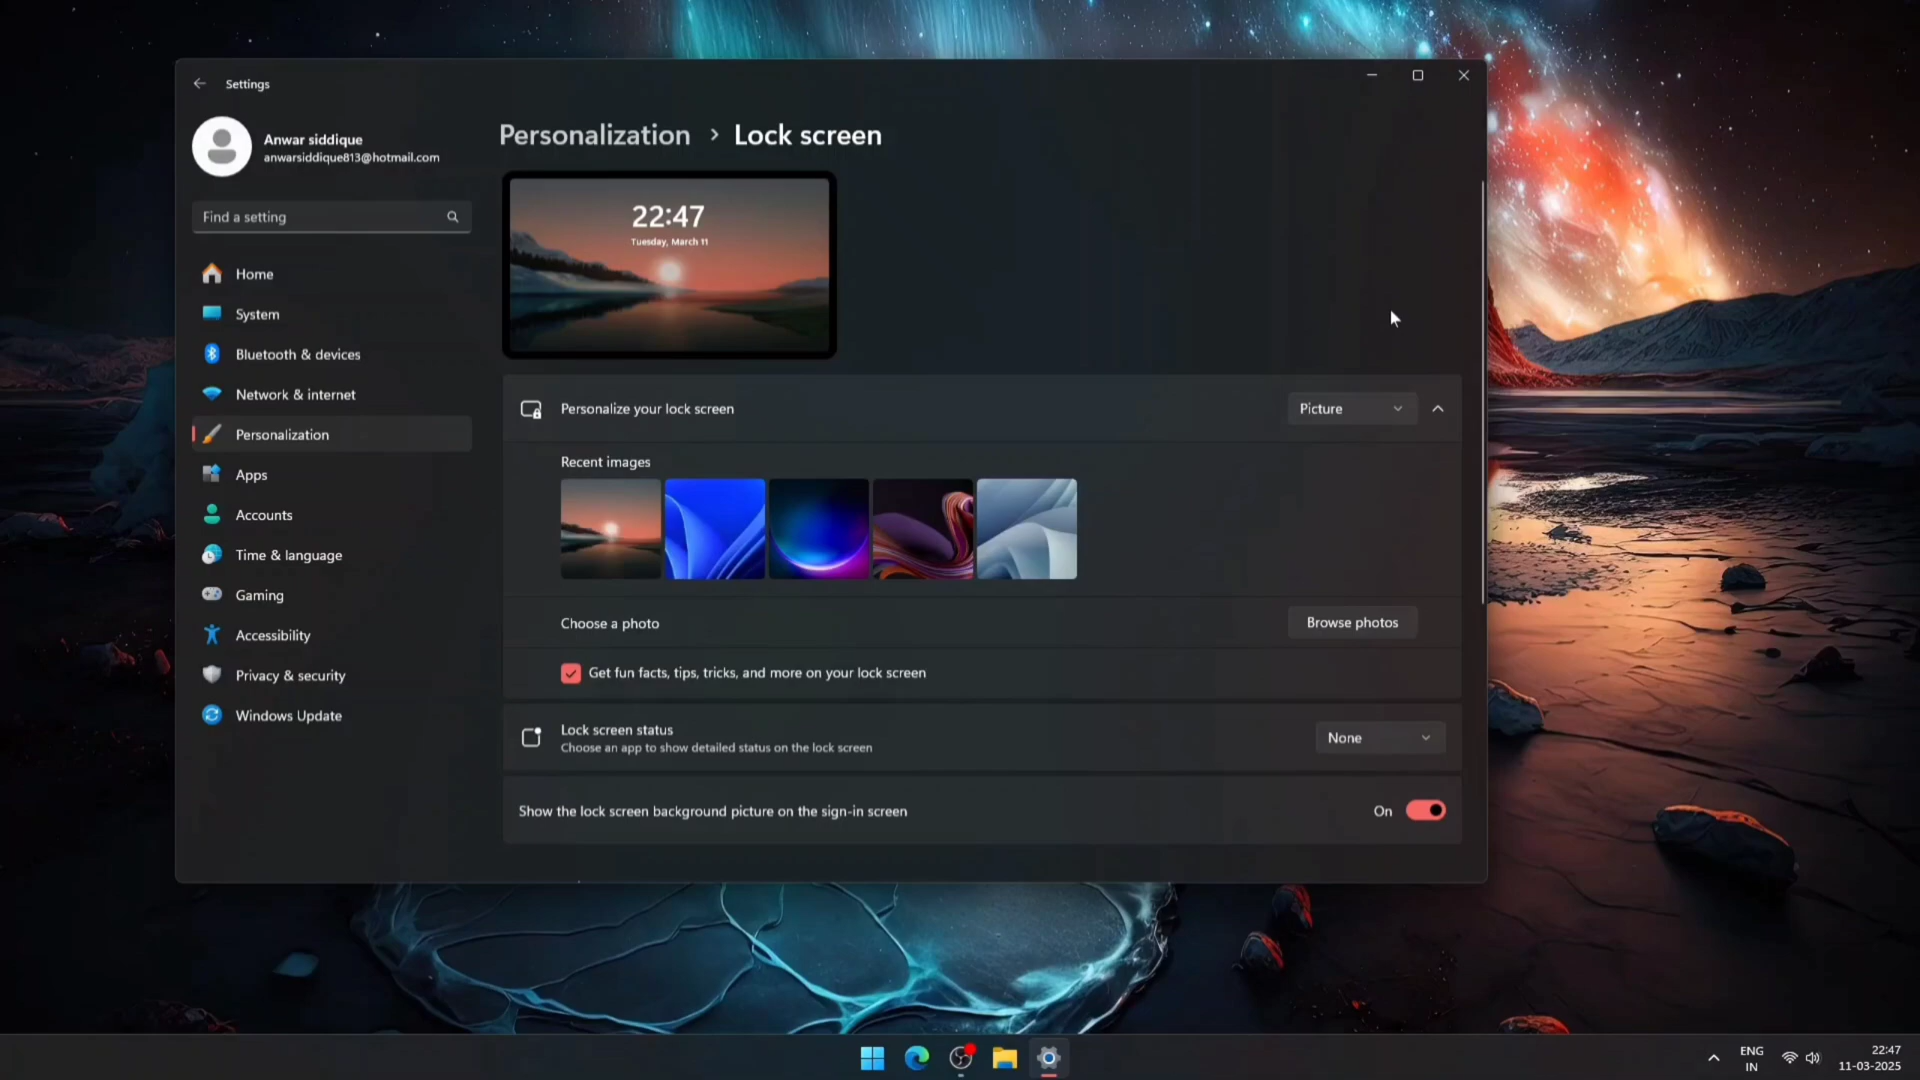 Settings
Anwar siddique
anwarsiddique813@hotmail.com
Find a setting
Home
System
Bluetooth & devices
Network & internet
Personalization
Apps
Accounts
Time & language
Gaming
Accessibility
Privacy & security
Windows Update
Personalization > Lock screen
22:47
Tuesday, March 11
Personalize your lock screen
Picture
Recent images
Choose a photo
Browse photos
Get fun facts, tips, tricks, and more on your lock screen
Lock screen status
Choose an app to show detailed status on the lock screen
None
Show the lock screen background picture on the sign-in screen
On
ENG
IN
22:47
11-03-2025